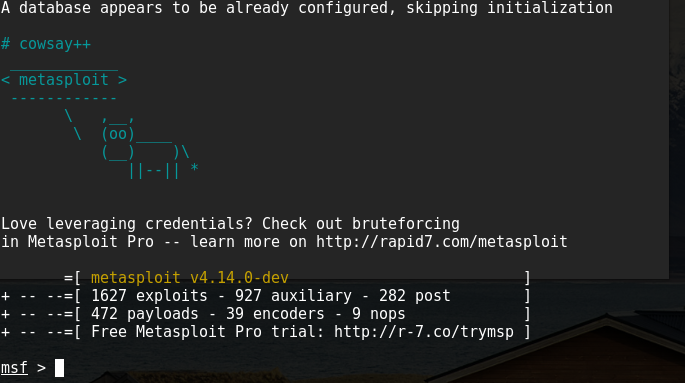 A database appears to be already configured, skipping initialization
# cowsay++
 ____________
< metasploit >
 ------------
       \   ,__,
        \  (oo)____
           (__)    )\
              ||--|| *
Love leveraging credentials? Check out bruteforcing
in Metasploit Pro -- learn more on http://rapid7.com/metasploit
       =[ metasploit v4.14.0-dev                          ]
+ -- --=[ 1627 exploits - 927 auxiliary - 282 post        ]
+ -- --=[ 472 payloads - 39 encoders - 9 nops             ]
+ -- --=[ Free Metasploit Pro trial: http://r-7.co/trymsp ]
msf >